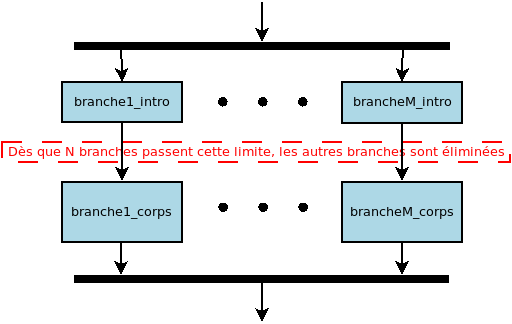 branche1_intro
brancheM_intro
Dès que N branches passent cette limite, les autres branches sont éliminées
branche1_corps
brancheM_corps